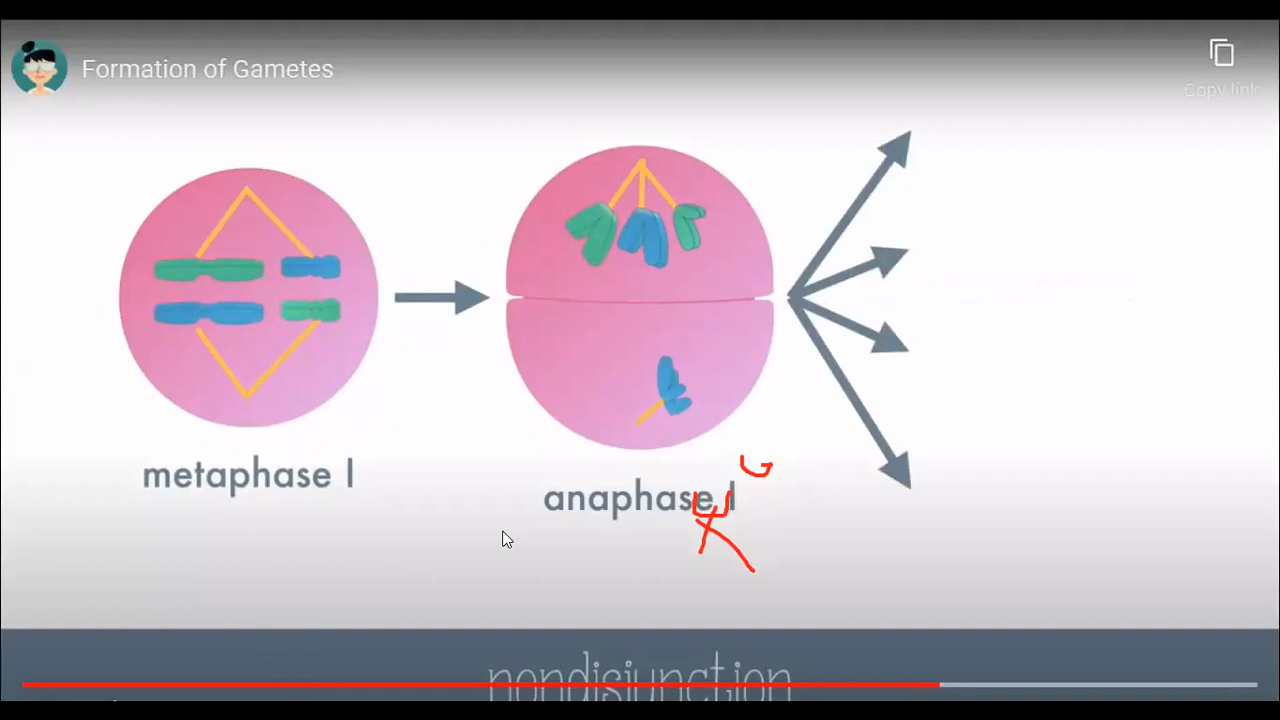 Formation of Gametes
Copy link
metaphase I
anaphase I
nondisjunction